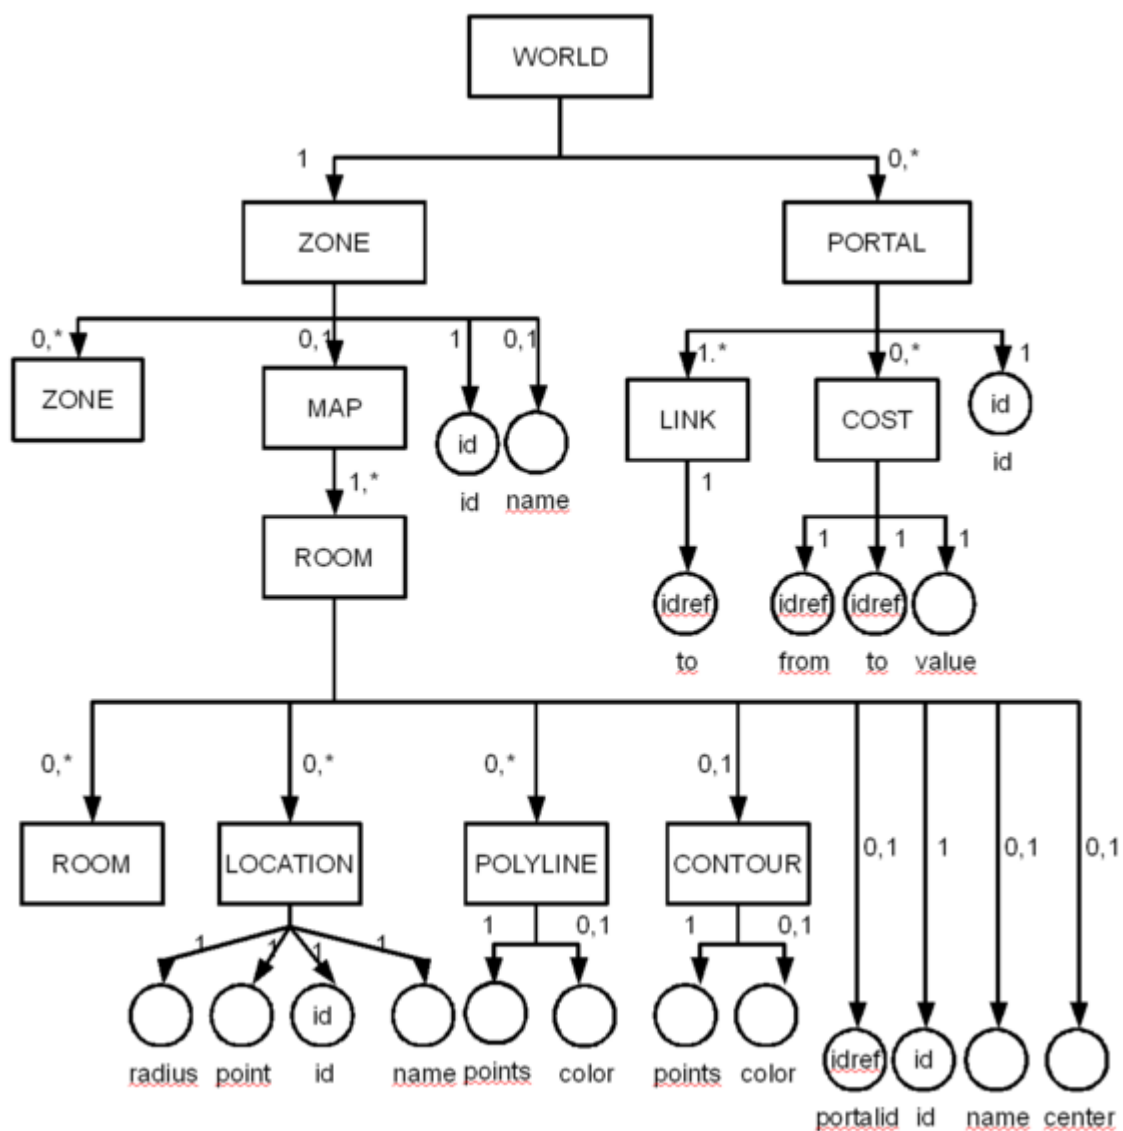 WORLD
1 0,*
ZONE PORTAL
0,* 0,1 1 0,1 1.* 0,* 1
ZONE MAP id LINK COST id
id name id
1,* 1
ROOM 1 1 1
idref idref idref
to from to value
0,* 0,* 0,* 0,1
0,1 1 0,1 0,1
ROOM LOCATION POLYLINE CONTOUR
1 1 1 1 1 0,1 1 0,1
id
radius point id name points color points color
idref id
portalid id name center